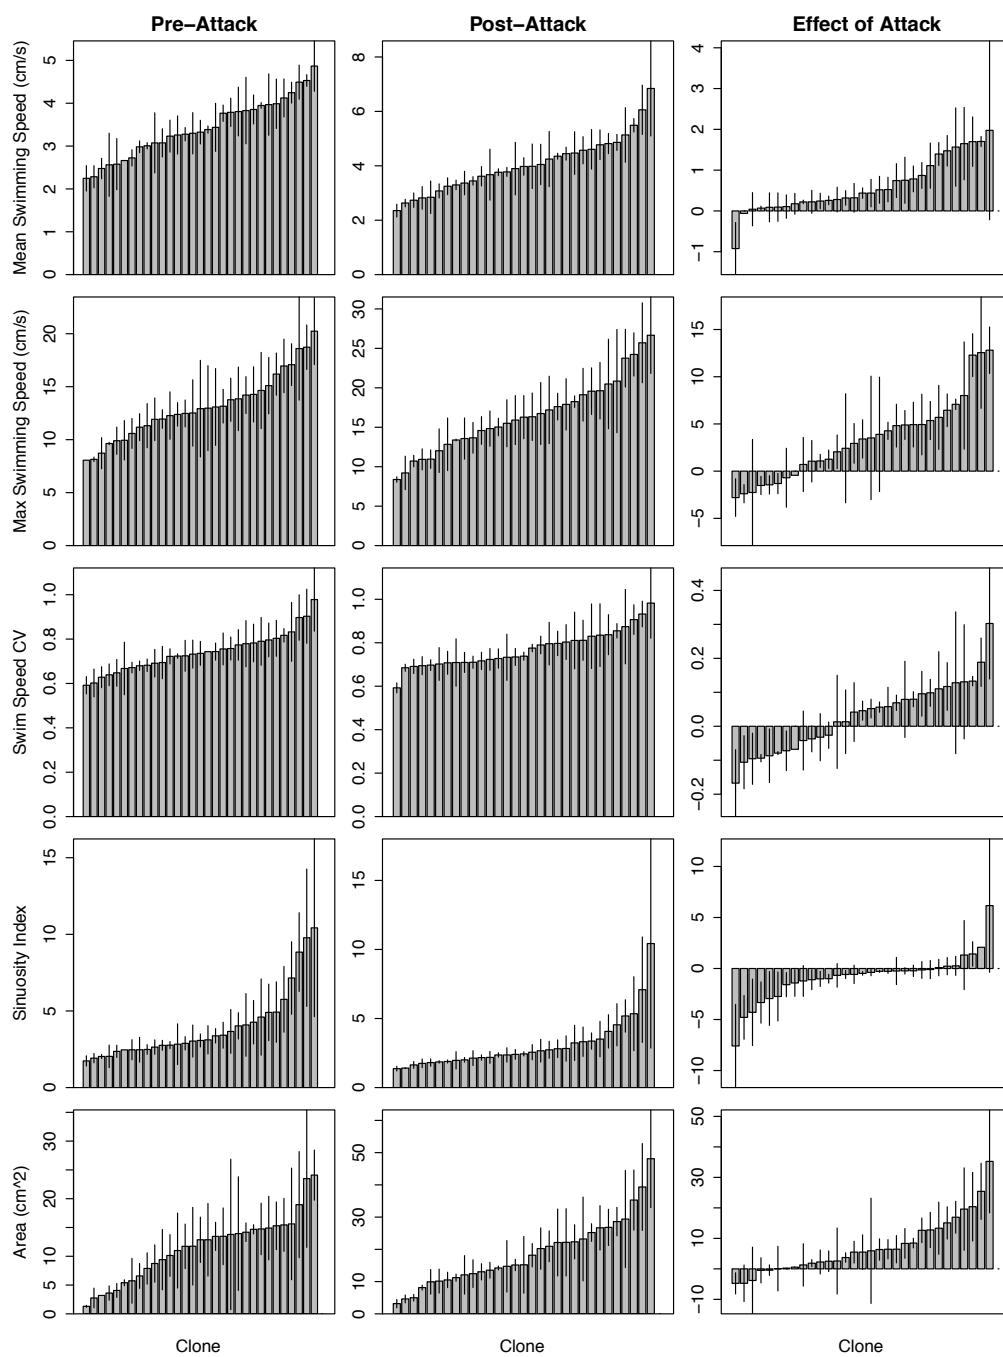 Pre−Attack Post−Attack Effect of Attack
Mean Swimming Speed (cm/s)
0 1 2 3 4 5
0 2 4 6 8
−1 0 1 2 3 4
Max Swimming Speed (cm/s)
0 5 10 15 20
0 5 10 15 20 25 30
−5 0 5 10 15
Swim Speed CV
0.0 0.2 0.4 0.6 0.8 1.0
0.0 0.2 0.4 0.6 0.8 1.0
−0.2 0.0 0.2 0.4
Sinuosity Index
0 5 10 15
0 5 10 15
−10 −5 0 5 10
Area (cm^2)
0 5 10 20 30
0 10 30 50
−10 10 30 50
Clone Clone Clone